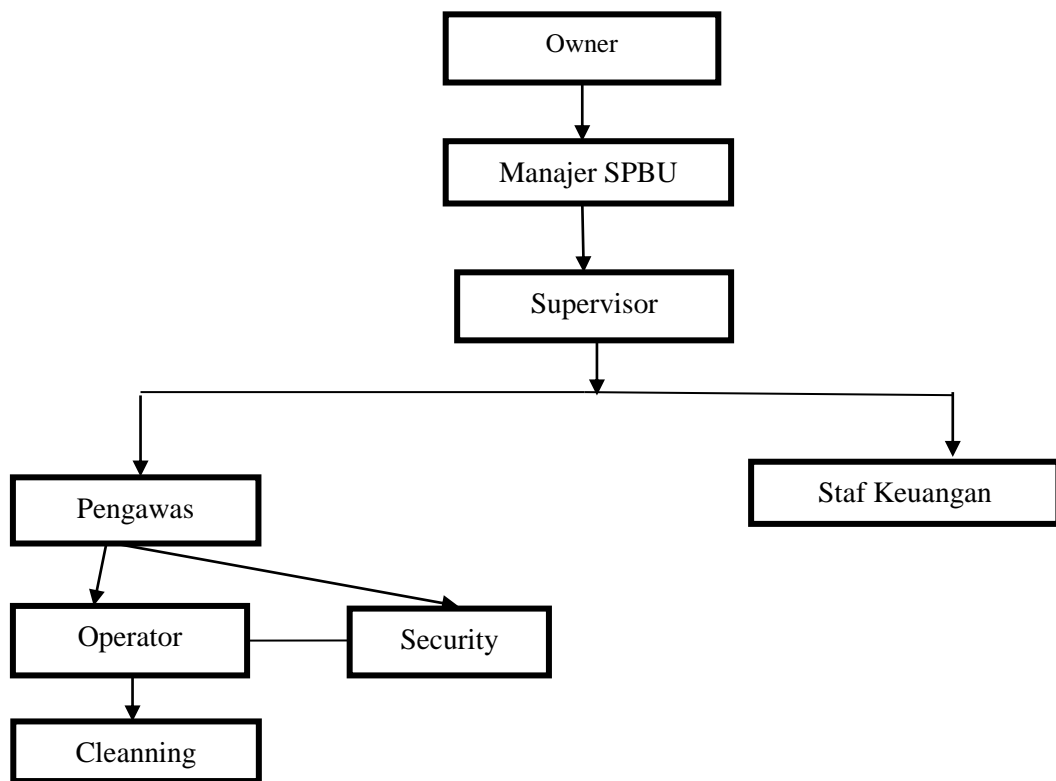 Owner
Manajer SPBU
Supervisor
Pengawas
Staf Keuangan
Operator
Security
Cleanning